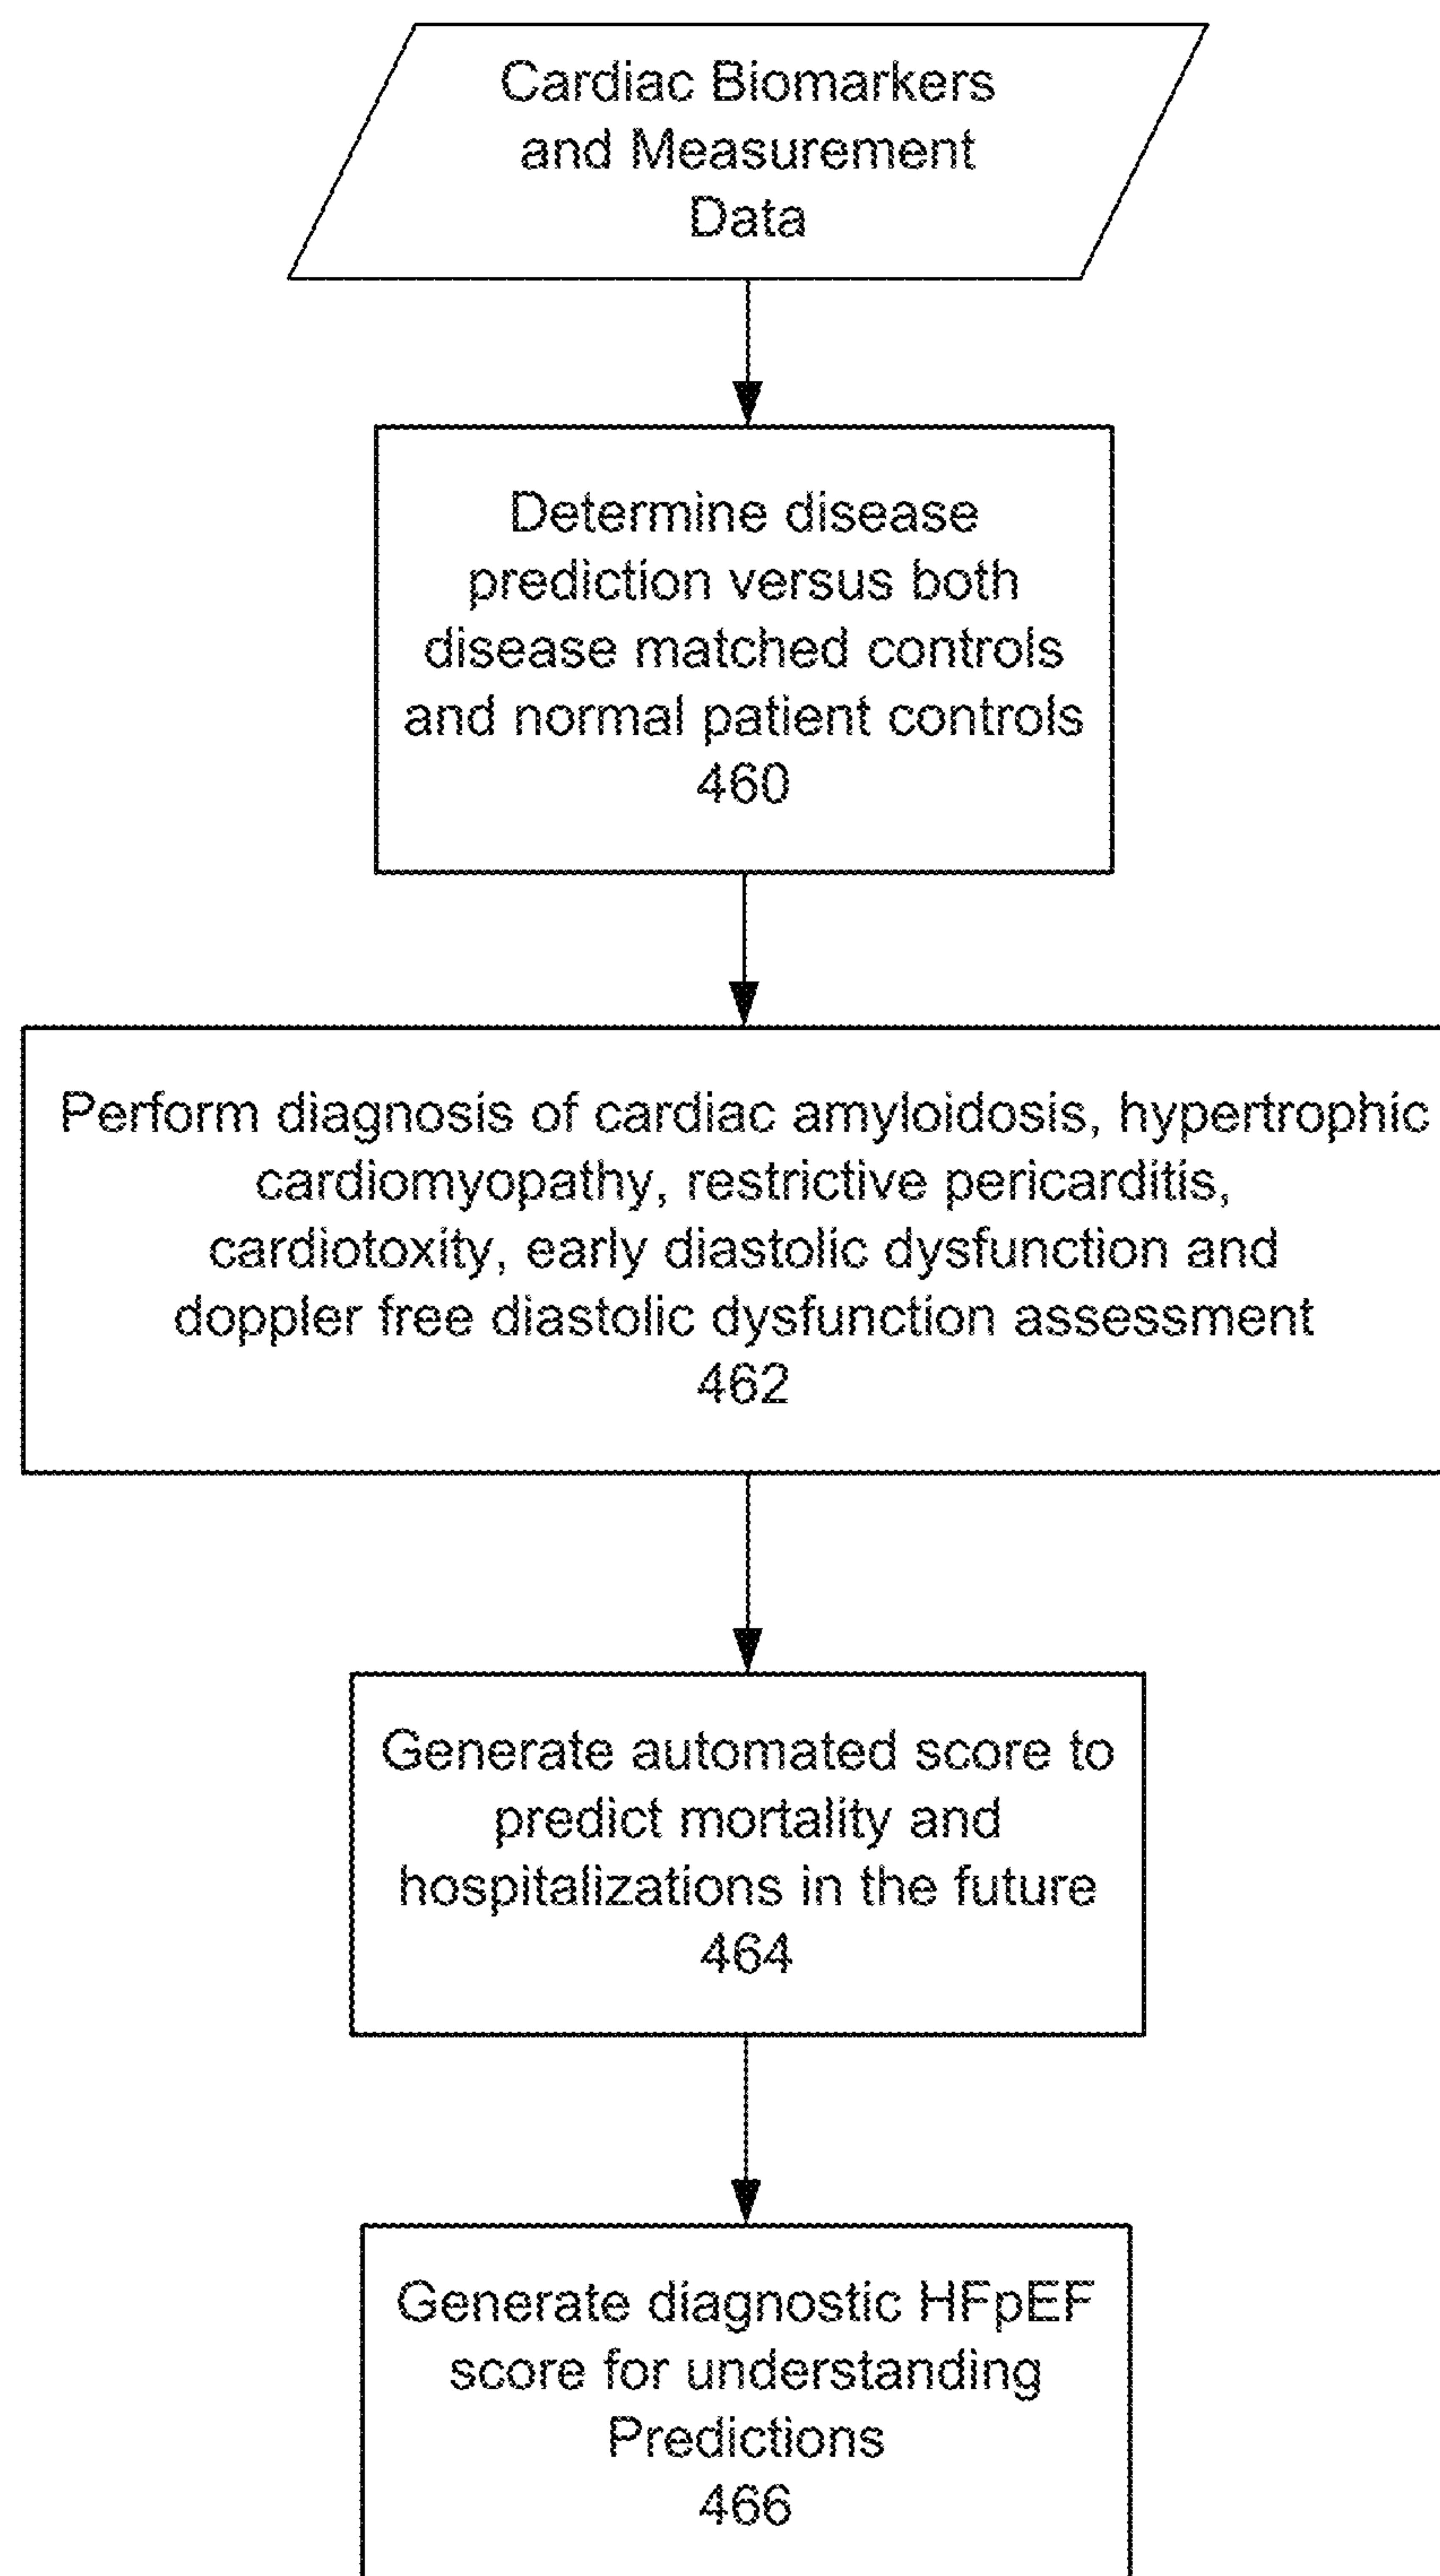 Cardiac Biomarkers
and Measurement
Data
Determine disease
prediction versus both
disease matched controls
and normal patient controls
460
Perform diagnosis of cardiac amyloidosis, hypertrophic
cardiomyopathy, restrictive pericarditis,
cardiotoxity, early diastolic dysfunction and
doppler free diastolic dysfunction assessment
462
Generate automated score to
predict mortality and
hospitalizations in the future
464
Generate diagnostic HFpEF
score for understanding
Predictions
466